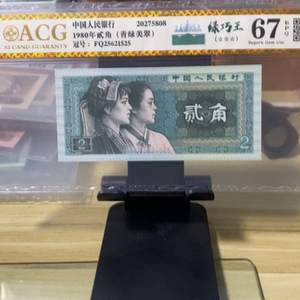 ACG
SI CANG GUARANTY
中国人民银行 20275808
1980年贰角（青绿美翠）
冠号：FQ25621525
绿巧王
67 EPQ
Superb Gem Unc
中国人民银行
贰角
2
2